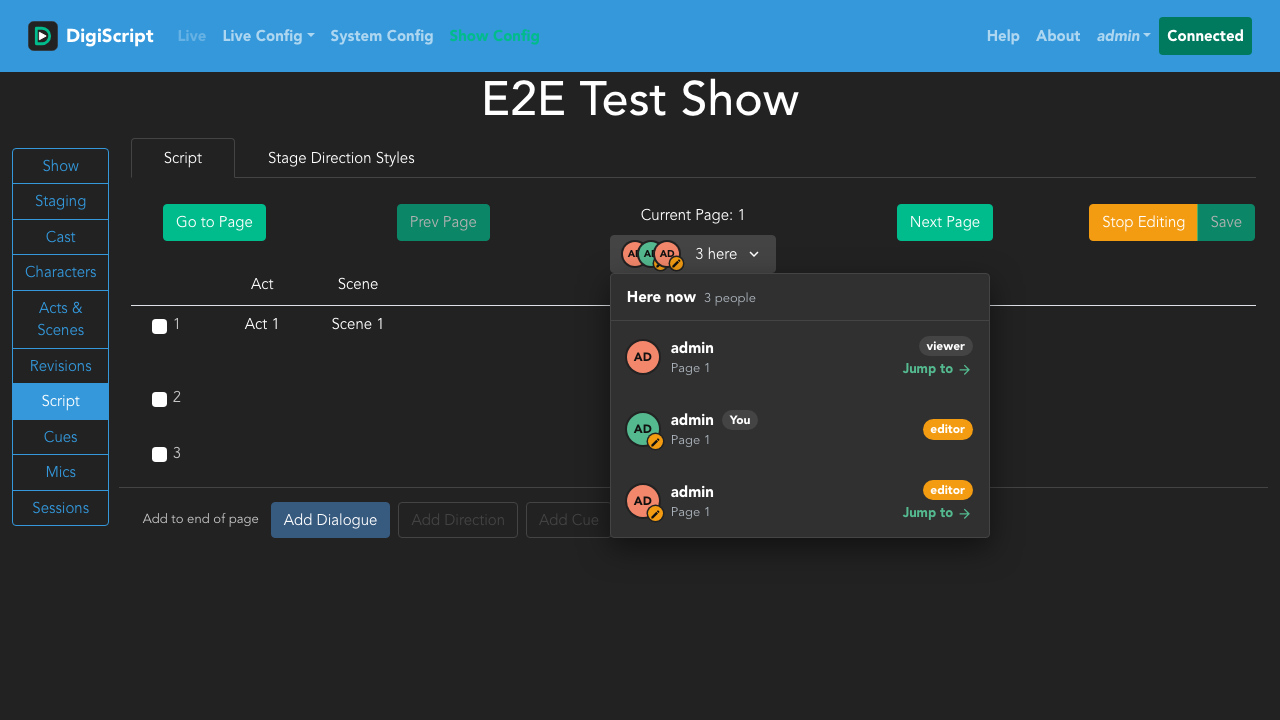 DigiScript Live Live Config System Config Show Config Help About admin Connected
E2E Test Show
Show
Staging
Cast
Characters
Acts &
Scenes
Revisions
Script
Cues
Mics
Sessions
Script Stage Direction Styles
Go to Page Prev Page Current Page: 1 Next Page Stop Editing Save
AD 3 here
Act Scene
1 Act 1 Scene 1
2
3
Here now 3 people
AD admin viewer
Page 1 Jump to →
AD admin You editor
Page 1
AD admin editor
Page 1 Jump to →
Add to end of page Add Dialogue Add Direction Add Cue